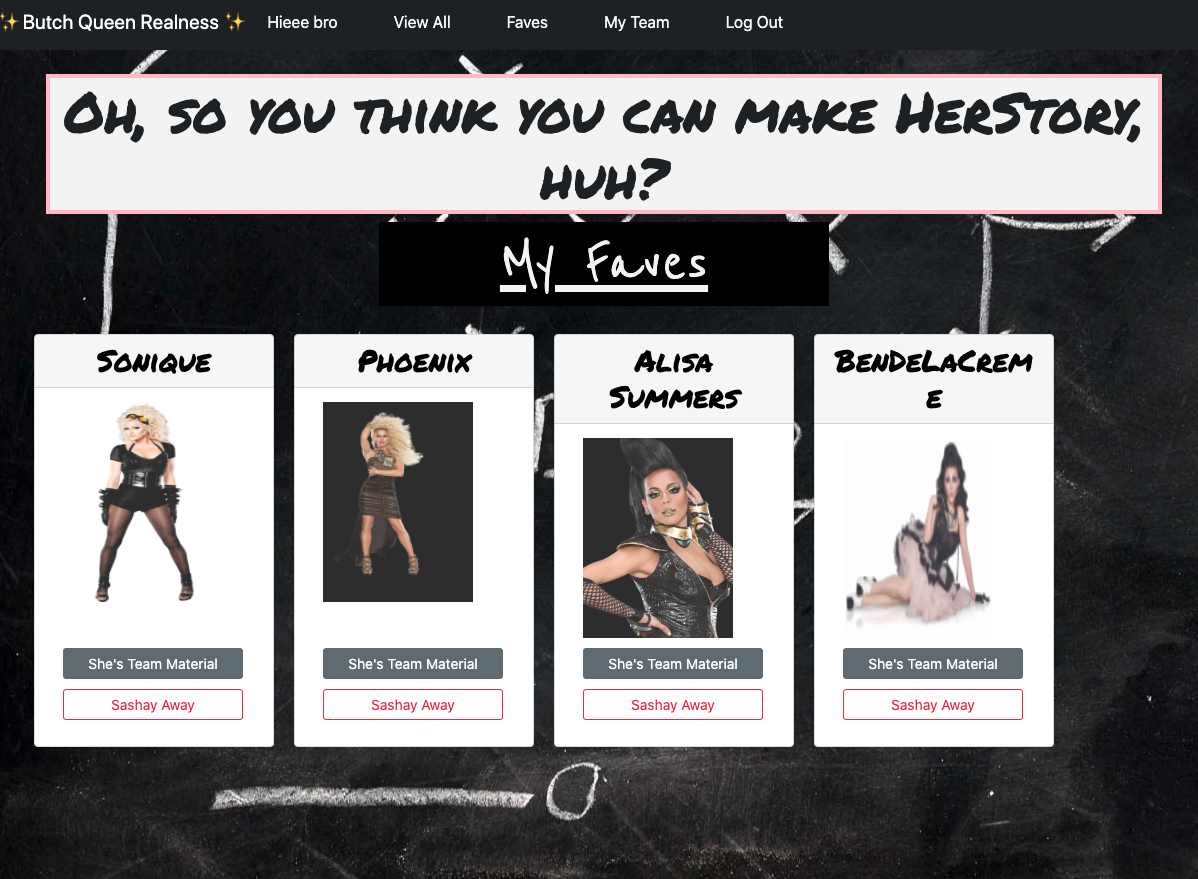 ✨ Butch Queen Realness ✨ Hieee bro View All Faves My Team Log Out
Oh, so you think you can make HerStory,
huh?
My Faves
Sonique
Phoenix
Alisa
Summers
BenDeLaCrem
e
She's Team Material
Sashay Away
She's Team Material
Sashay Away
She's Team Material
Sashay Away
She's Team Material
Sashay Away